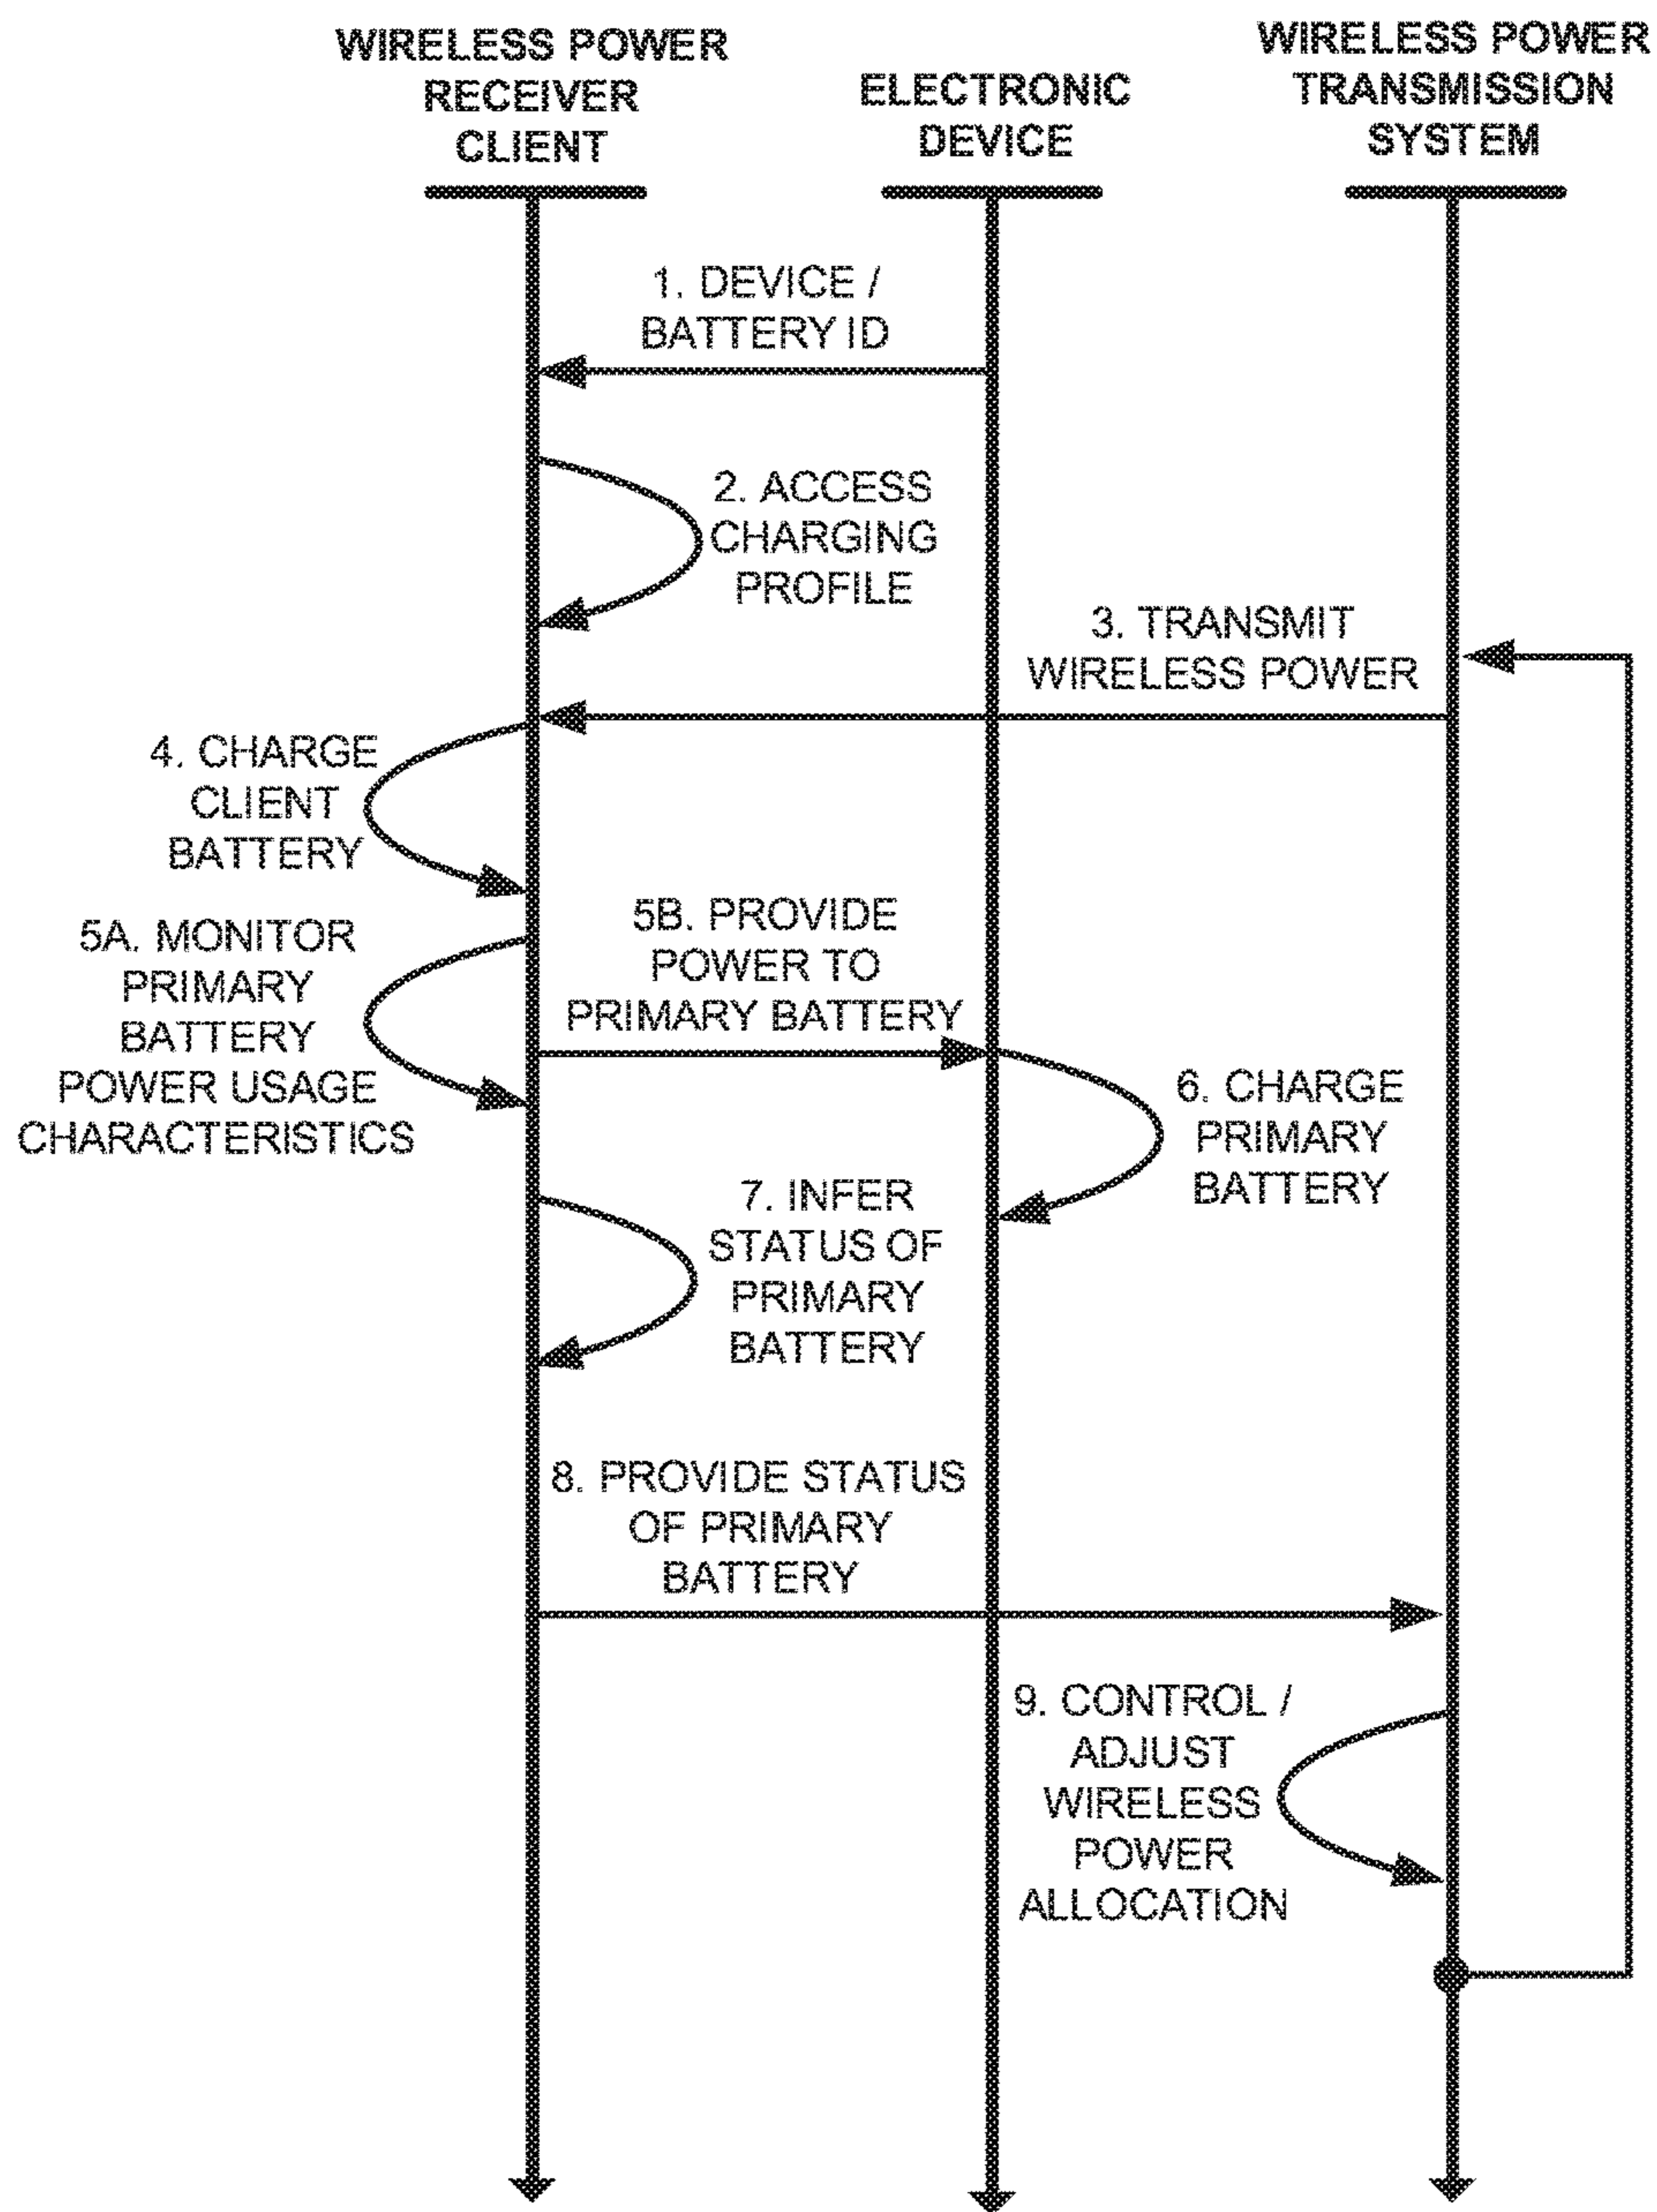 WIRELESS POWER
RECEIVER
CLIENT
ELECTRONIC
DEVICE
WIRELESS POWER
TRANSMISSION
SYSTEM
1. DEVICE /
BATTERY ID
2. ACCESS
CHARGING
PROFILE
3. TRANSMIT
WIRELESS POWER
4. CHARGE
CLIENT
BATTERY
5A. MONITOR
PRIMARY
BATTERY
POWER USAGE
CHARACTERISTICS
5B. PROVIDE
POWER TO
PRIMARY BATTERY
6. CHARGE
PRIMARY
BATTERY
7. INFER
STATUS OF
PRIMARY
BATTERY
8. PROVIDE STATUS
OF PRIMARY
BATTERY
9. CONTROL /
ADJUST
WIRELESS
POWER
ALLOCATION